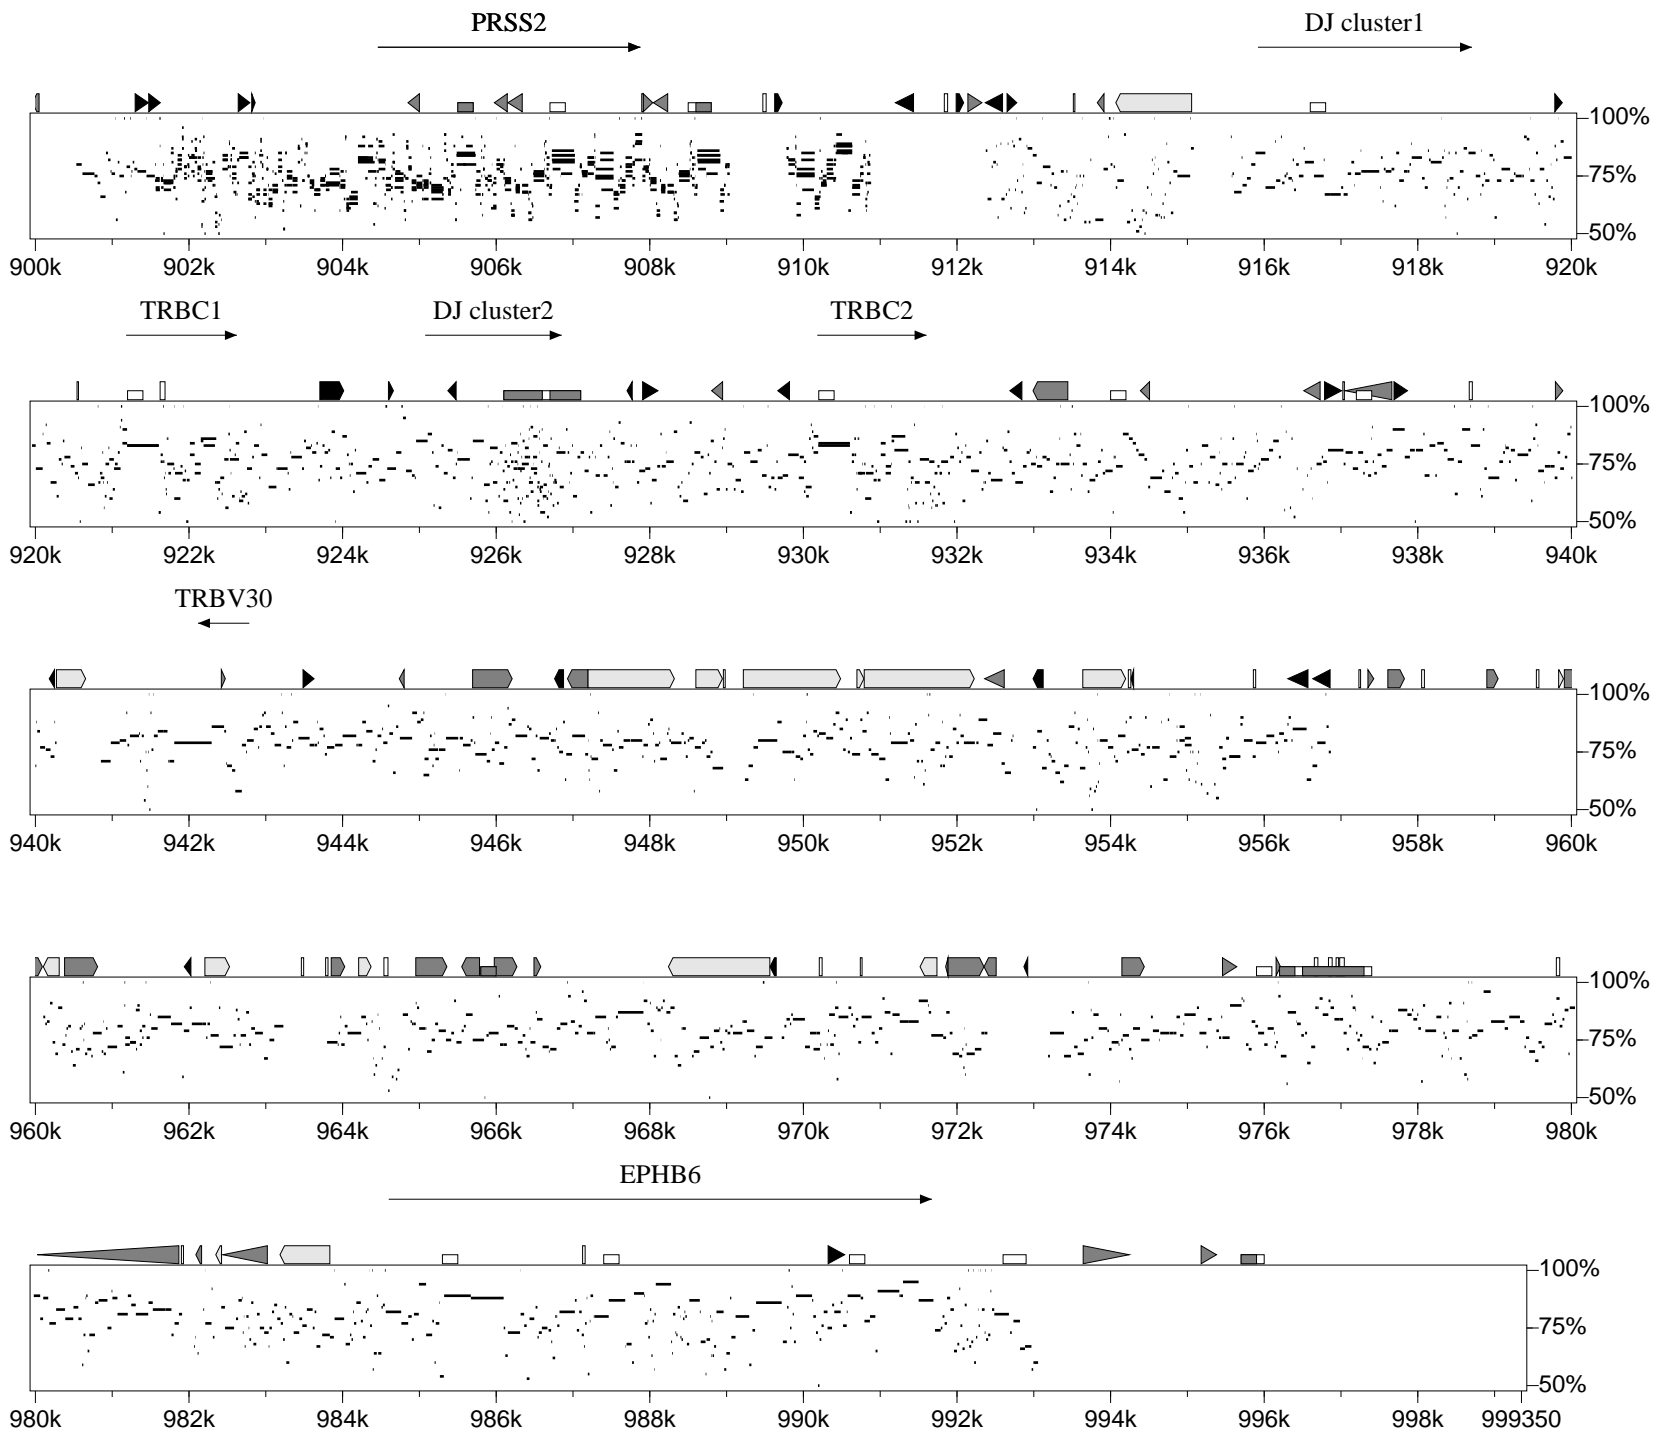 PRSS2 DJ cluster1
100%
75%
50%
900k 902k 904k 906k 908k 910k 912k 914k 916k 918k 920k
TRBC1 DJ cluster2 TRBC2
100%
75%
50%
920k 922k 924k 926k 928k 930k 932k 934k 936k 938k 940k
TRBV30
100%
75%
50%
940k 942k 944k 946k 948k 950k 952k 954k 956k 958k 960k
100%
75%
50%
960k 962k 964k 966k 968k 970k 972k 974k 976k 978k 980k
EPHB6
100%
75%
50%
980k 982k 984k 986k 988k 990k 992k 994k 996k 998k 999350